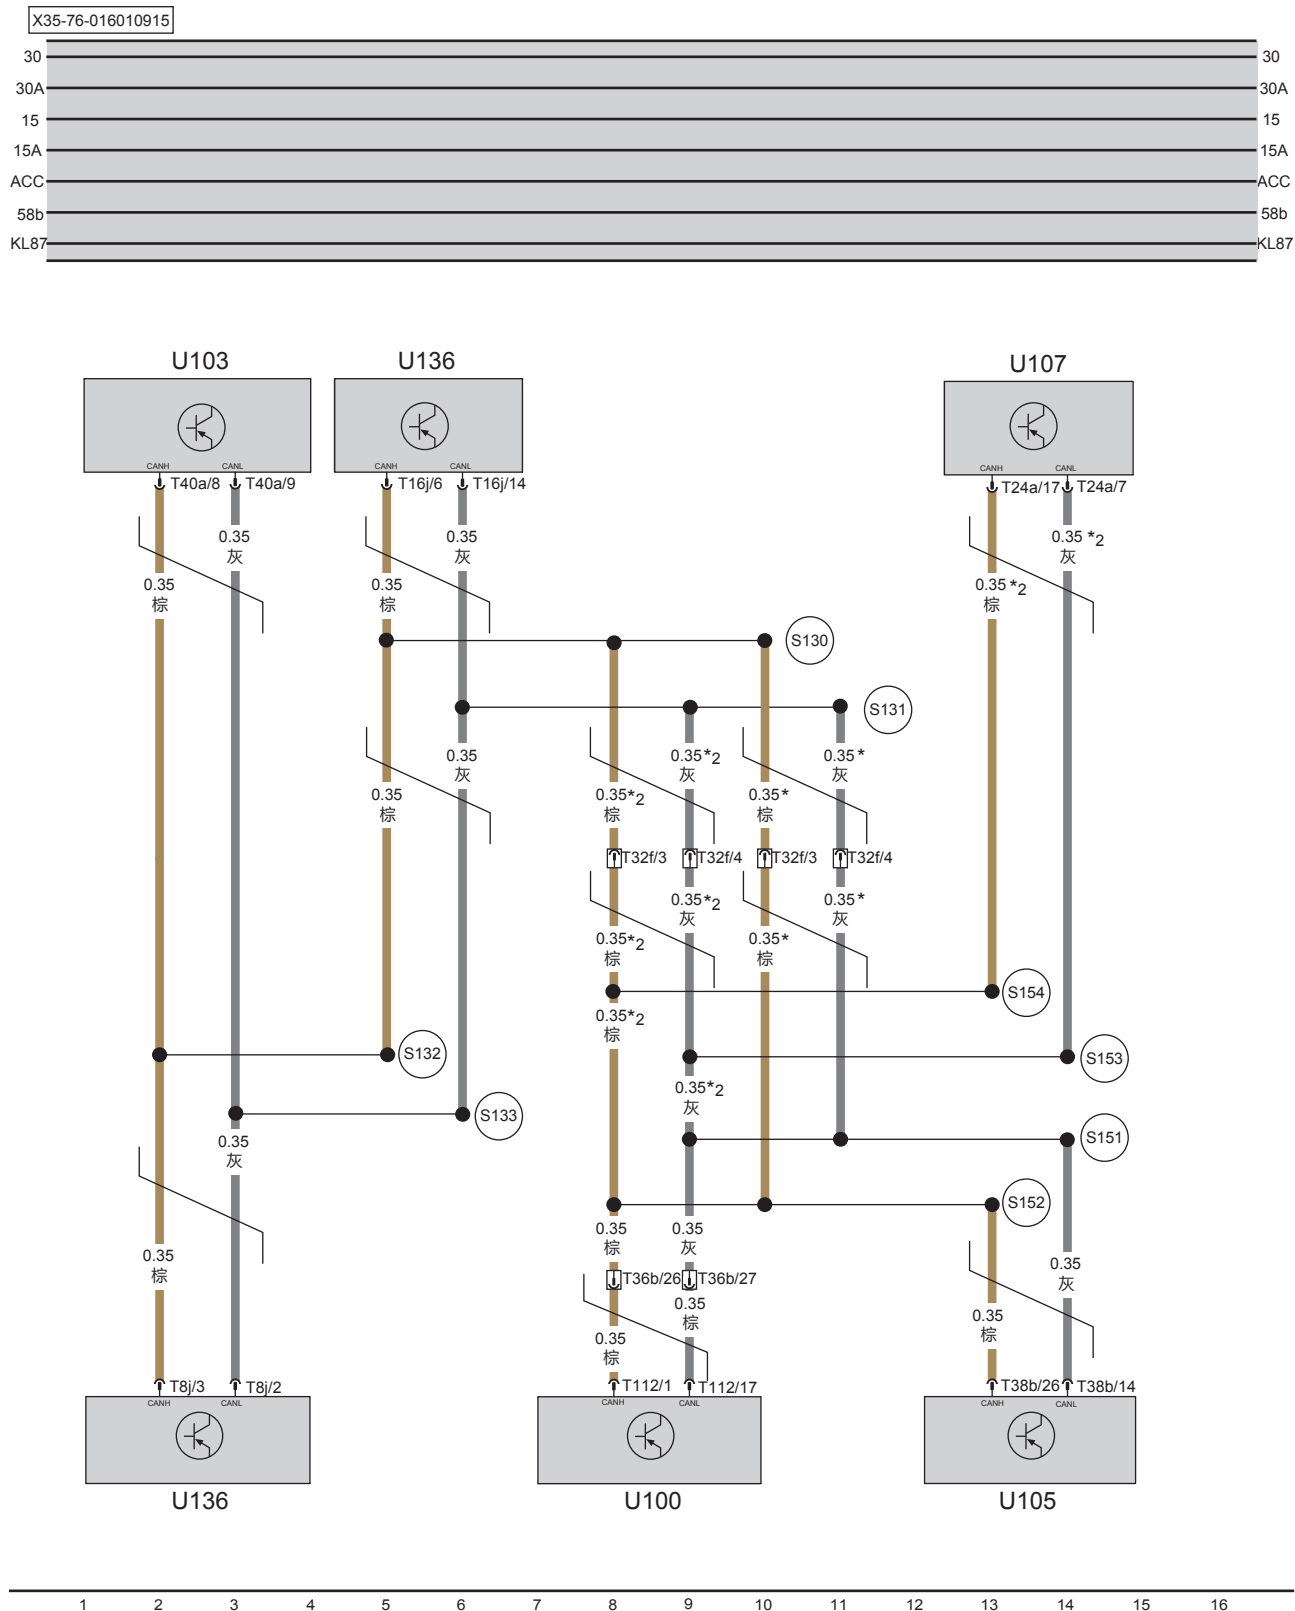 X35-76-016010915
30 30
30A 30A
15 15
15A 15A
ACC ACC
58b 58b
KL87 KL87
U103 U136 U107
CANH CANL CANH CANL CANH CANL
T40a/8 T40a/9 T16j/6 T16j/14 T24a/17 T24a/7
0.35 0.35 0.35 *2
灰 灰 灰
0.35 0.35 0.35 *2
棕 棕 棕
S130
S131
0.35 0.35*2 0.35*
灰 灰 灰
0.35 0.35*2 0.35*
棕 棕 棕
T32f/3 T32f/4 T32f/3 T32f/4
0.35*2 0.35*
灰 灰
0.35*2 0.35*
棕 棕
S154
0.35*2
棕
S132 S153
0.35*2
灰
S133
0.35 S151
灰
S152
0.35 0.35
棕 灰
0.35 0.35
棕 灰
T36b/26 T36b/27
0.35 0.35
棕 棕
0.35
棕
T8j/3 T8j/2 T112/1 T112/17 T38b/26 T38b/14
CANH CANL CANH CANL CANH CANL
U136 U100 U105
1 2 3 4 5 6 7 8 9 10 11 12 13 14 15 16